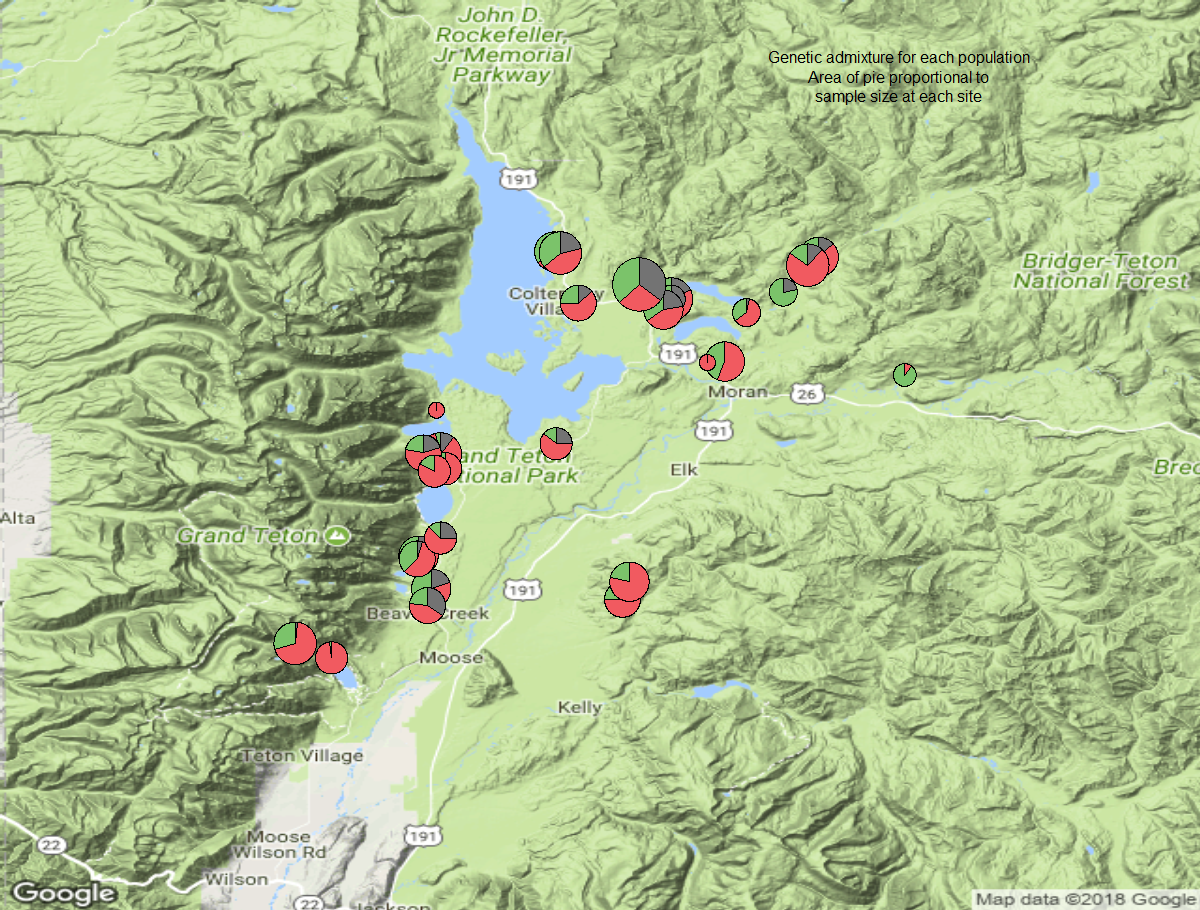 John D.
Rockefeller,
Jr Memorial
Parkway
Genetic admixture for each population
Area of pie proportional to
sample size at each site
191
Bridger-Teton
National Forest
191
Moran
26
191
Elk
Alta
Grand Teton
191
Moose
Kelly
Teton Village
191
22
Moose
Wilson Rd
Wilson
22
Jackson
Google
Map data ©2018 Google